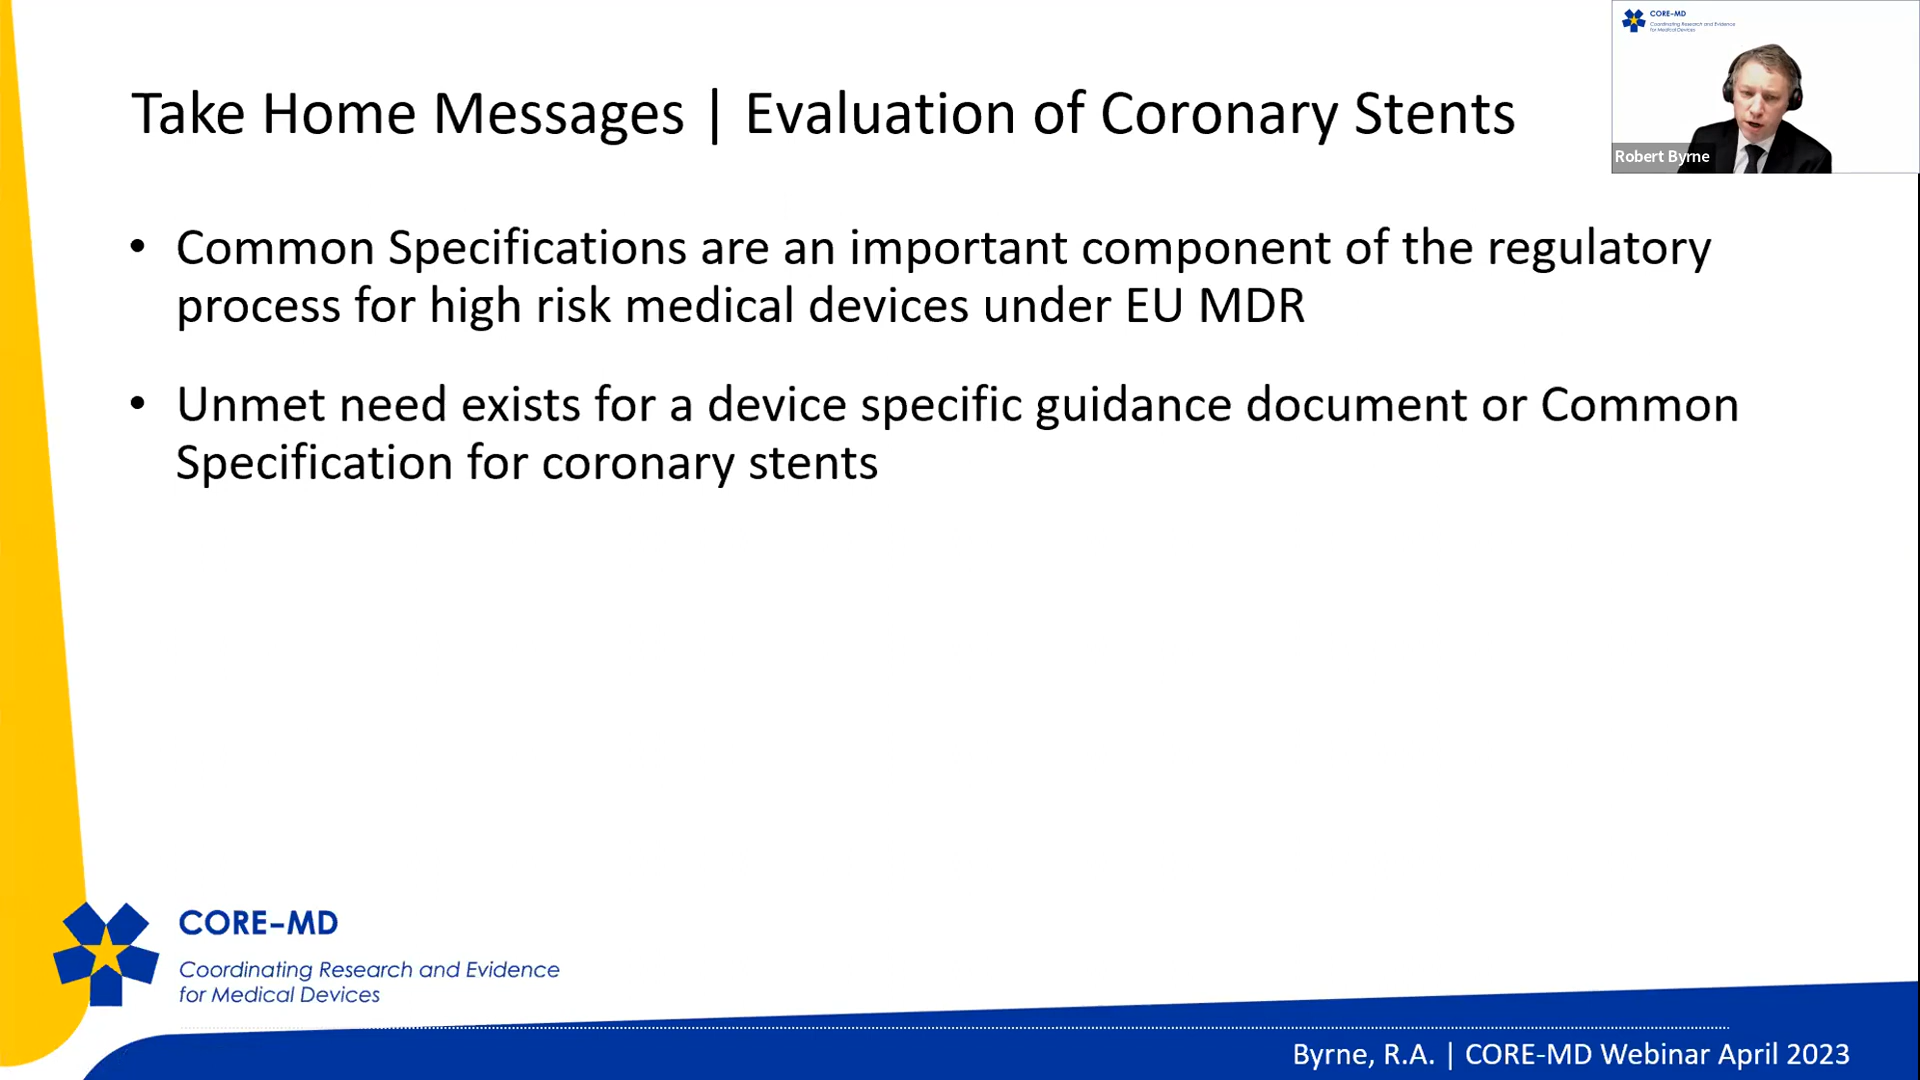 CORE-MD
Coordinating Research and Evidence
for Medical Devices
Robert Byrne
Take Home Messages | Evaluation of Coronary Stents
• Common Specifications are an important component of the regulatory
process for high risk medical devices under EU MDR
• Unmet need exists for a device specific guidance document or Common
Specification for coronary stents
CORE-MD
Coordinating Research and Evidence
for Medical Devices
Byrne, R.A. | CORE-MD Webinar April 2023